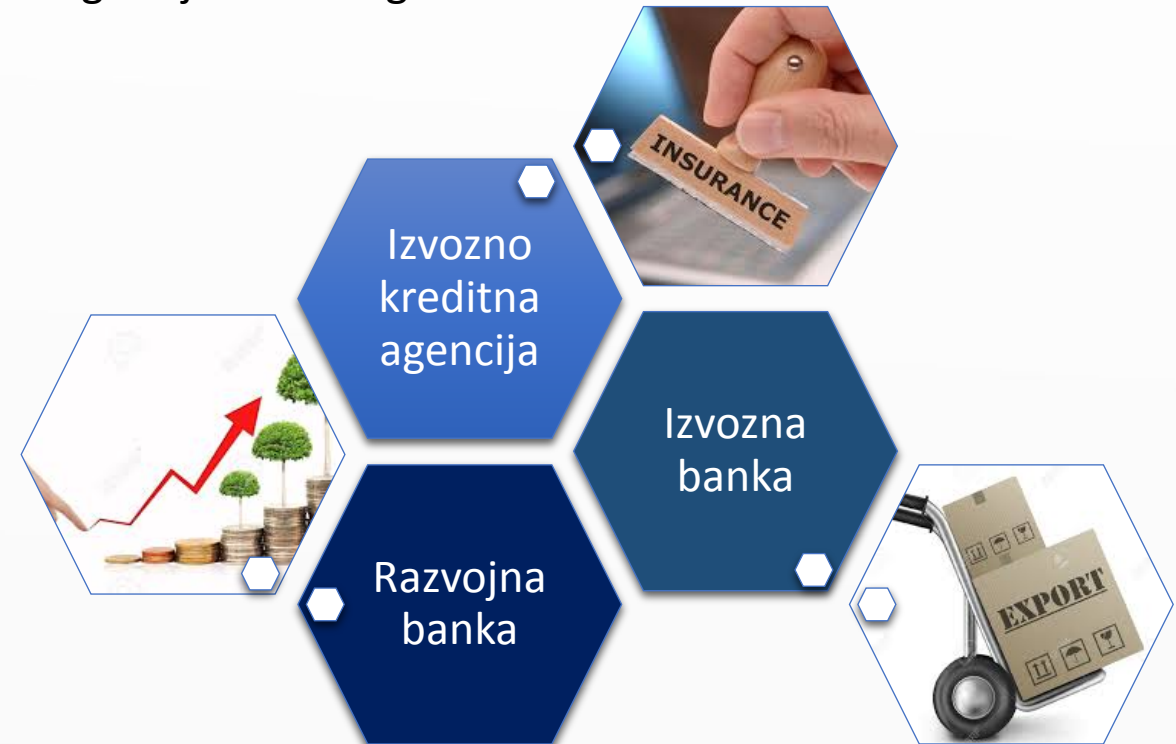 INSURANCE
Izvozno
kreditna
agencija
Izvozna
banka
Razvojna
banka
EXPORT